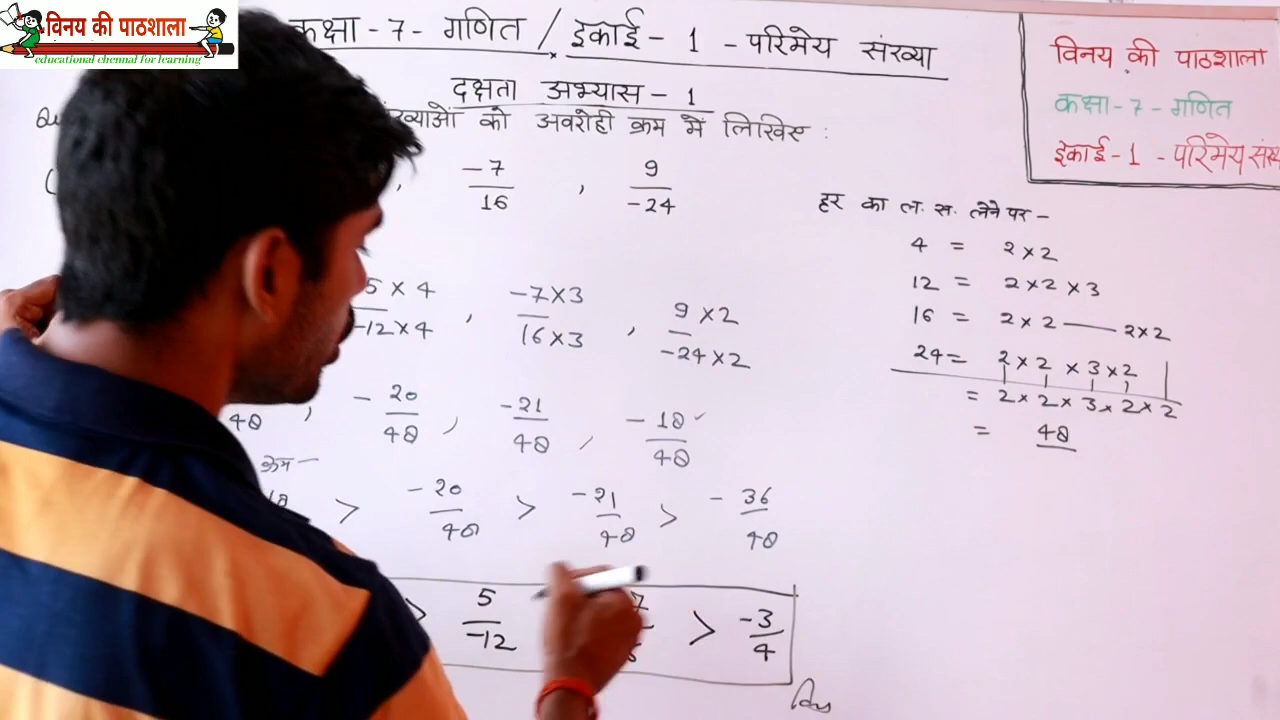 विनय की पाठशाला
educational chennal for learning
कक्षा - 7 - गणित / इकाई - 1 - परिमेय संख्या
दक्षता अभ्यास - 1
को अवरोही क्रम में लिखिए :
, -7/16 , 9/-24
5×4/-12×4 , -7×3/16×3 , 9×2/-24×2
48 , -20/48 , -21/48 , -18/48
क्रम —
18 > -20/48 > -21/48 > -36/48
> 5/-12 7 > -3/4
Ans
विनय की पाठशाला
कक्षा - 7 - गणित
इकाई - 1 - परिमेय संख्
हर का ल. स. लेने पर -
4 = 2×2
12 = 2×2×3
16 = 2×2 — 2×2
24 = 2×2×3×2
= 2×2×3×2×2
= 48